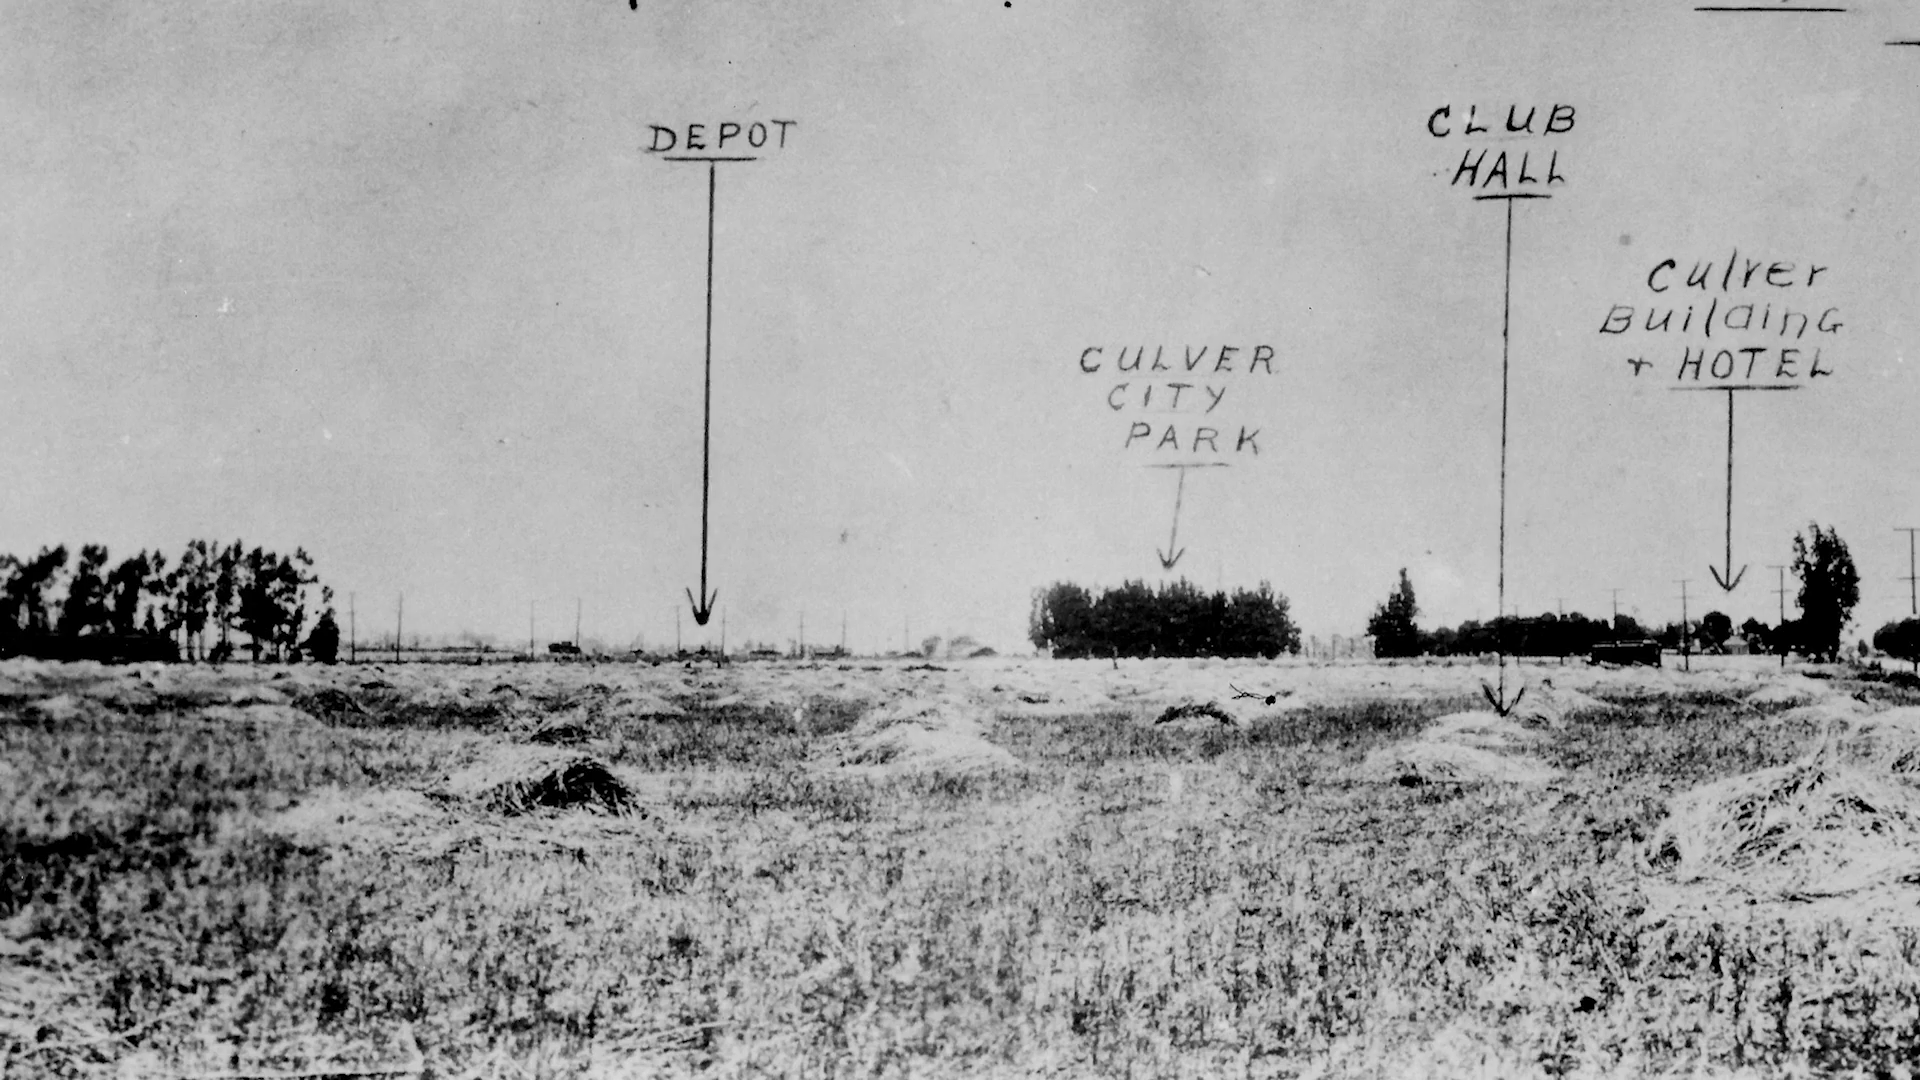 DEPOT
CULVER
CITY
PARK
CLUB
HALL
Culver
BuildinG
+ HOTEL